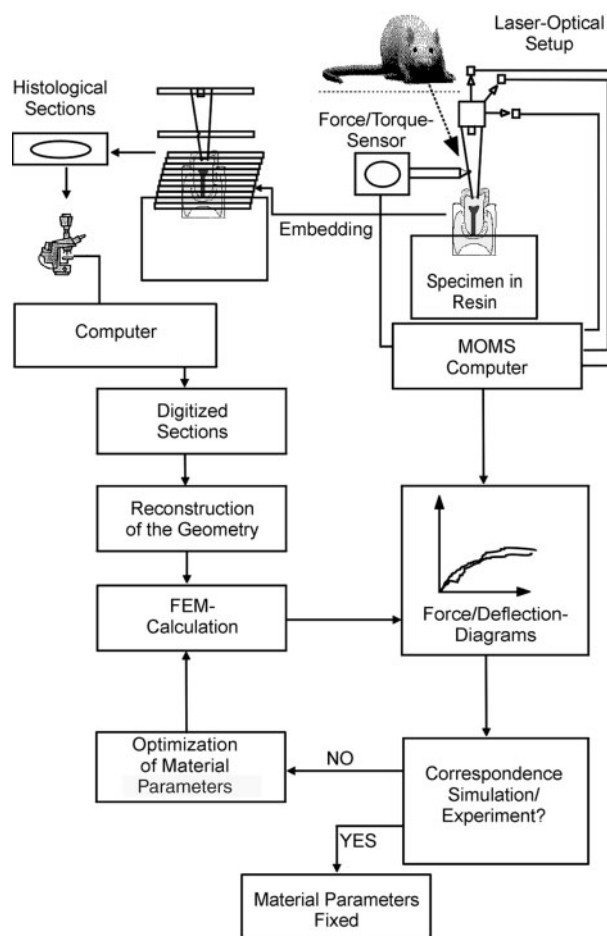 Laser-Optical
Setup
Histological
Sections
Force/Torque-
Sensor
Embedding
Specimen in
Resin
Computer
MOMS
Computer
Digitized
Sections
Reconstruction
of the Geometry
FEM-
Calculation
Force/Deflection-
Diagrams
Optimization
of Material
Parameters
NO
Correspondence
Simulation/
Experiment?
YES
Material Parameters
Fixed